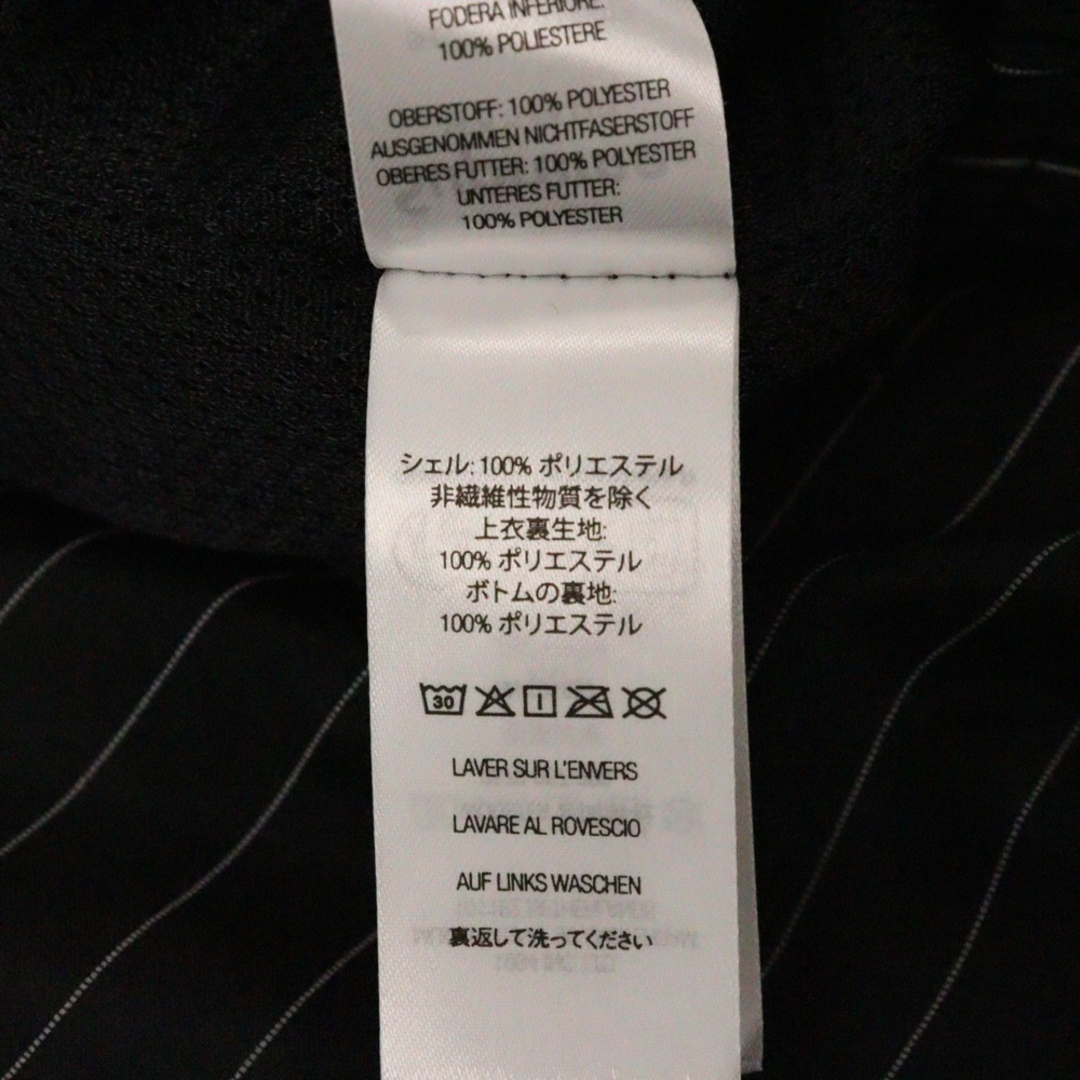 FODERA INFERIORE:
100% POLIESTERE
OBERSTOFF: 100% POLYESTER
AUSGENOMMEN NICHTFASERSTOFF
OBERES FUTTER: 100% POLYESTER
UNTERES FUTTER:
100% POLYESTER
シェル: 100% ポリエステル
非繊維性物質を除く
上衣裏生地:
100% ポリエステル
ボトムの裏地:
100% ポリエステル
30
LAVER SUR L'ENVERS
LAVARE AL ROVESCIO
AUF LINKS WASCHEN
裏返して洗ってください